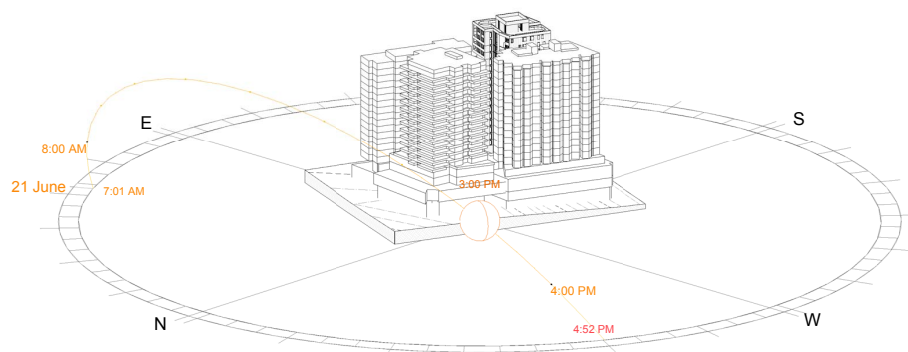 S
E
8:00 AM
21 June
7:01 AM
3:00 PM
4:00 PM
N
W
4:52 PM